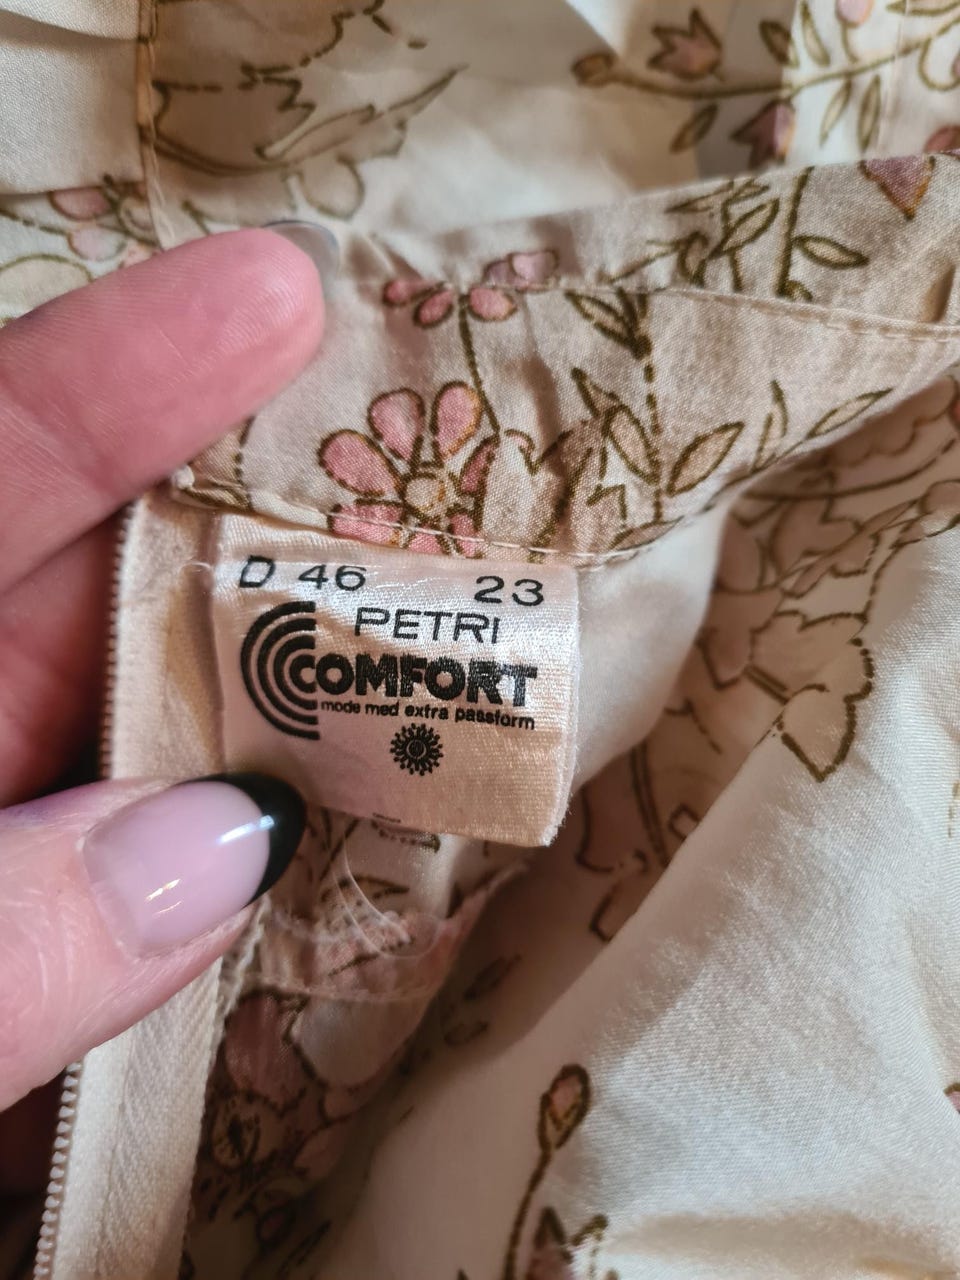 D 46 23
PETRI
COMFORT
mode med extra passform